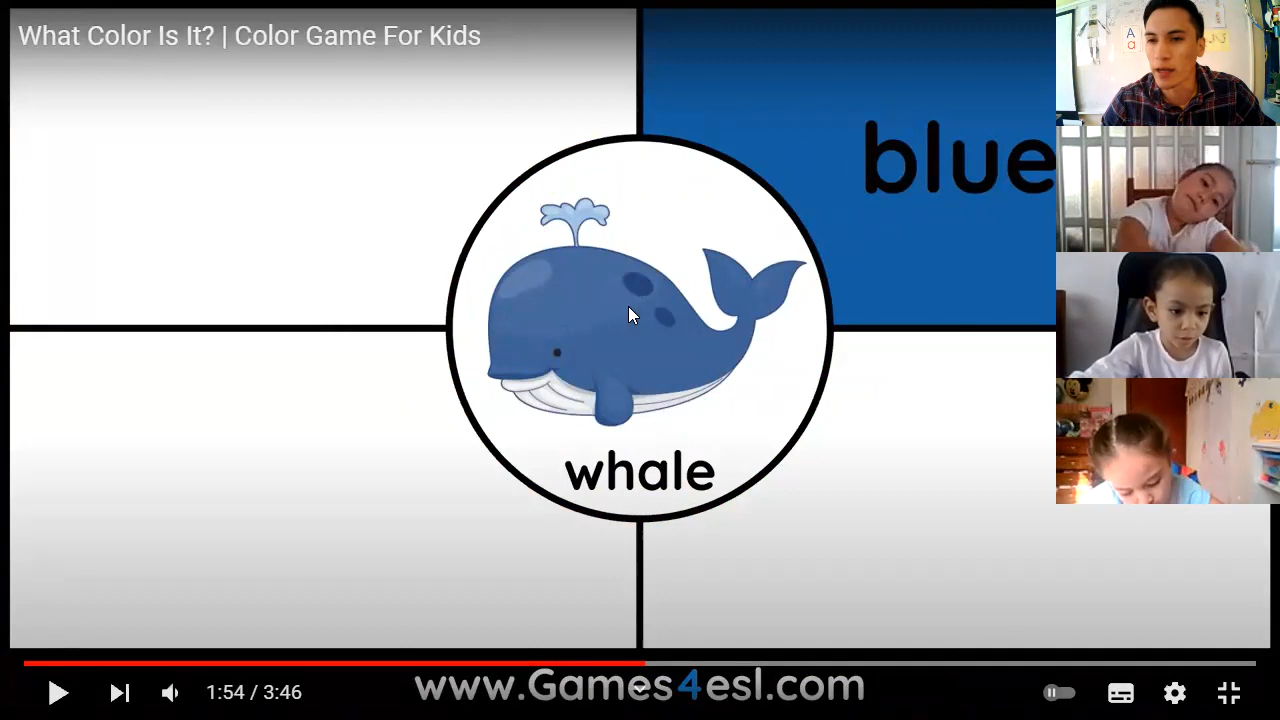 What Color Is It? | Color Game For Kids
A
a
blue
whale
1:54 / 3:46
www.Games4esl.com